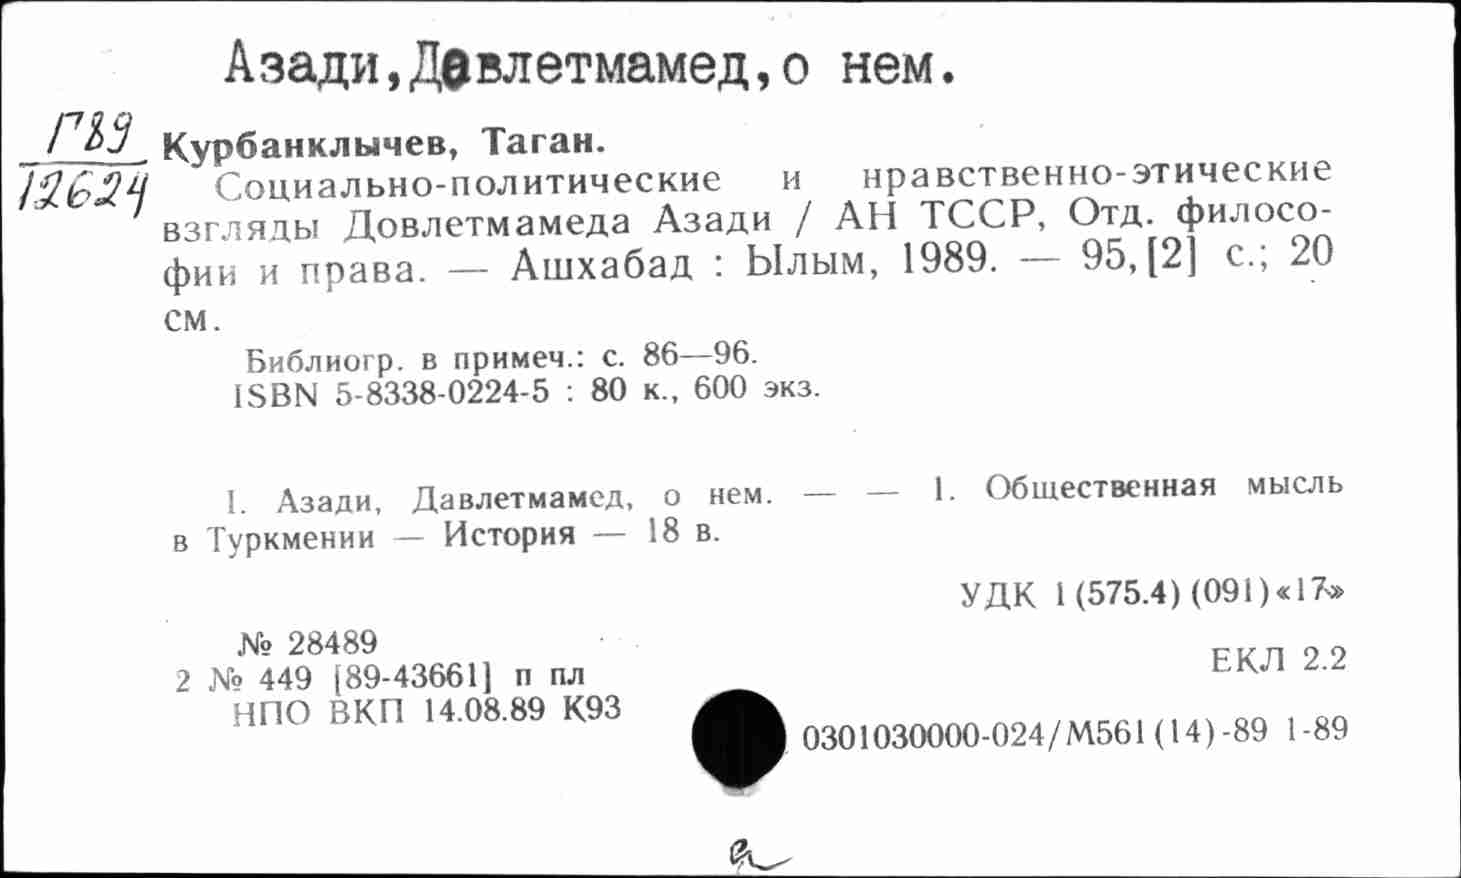 Азади,Давлетмамед,о нем.
Г89
12624
Курбанклычев, Таган.
Социально-политические и нравственно-этические
взгляды Довлетмамеда Азади / АН ТССР, Отд. филосо-
фии и права. — Ашхабад : Ылым, 1989. — 95,[2] с.; 20
см.
Библиогр. в примеч.: с. 86—96.
ISBN 5-8338-0224-5 : 80 к., 600 экз.
I. Азади, Давлетмамед, о нем. — — 1. Общественная мысль
в Туркмении — История — 18 в.
УДК 1(575.4)(091)«17»
№ 28489
ЕКЛ 2.2
2 № 449 [89-43661] п пл
НПО ВКП 14.08.89 К93
0301030000-024/М561(14)-89 1-89